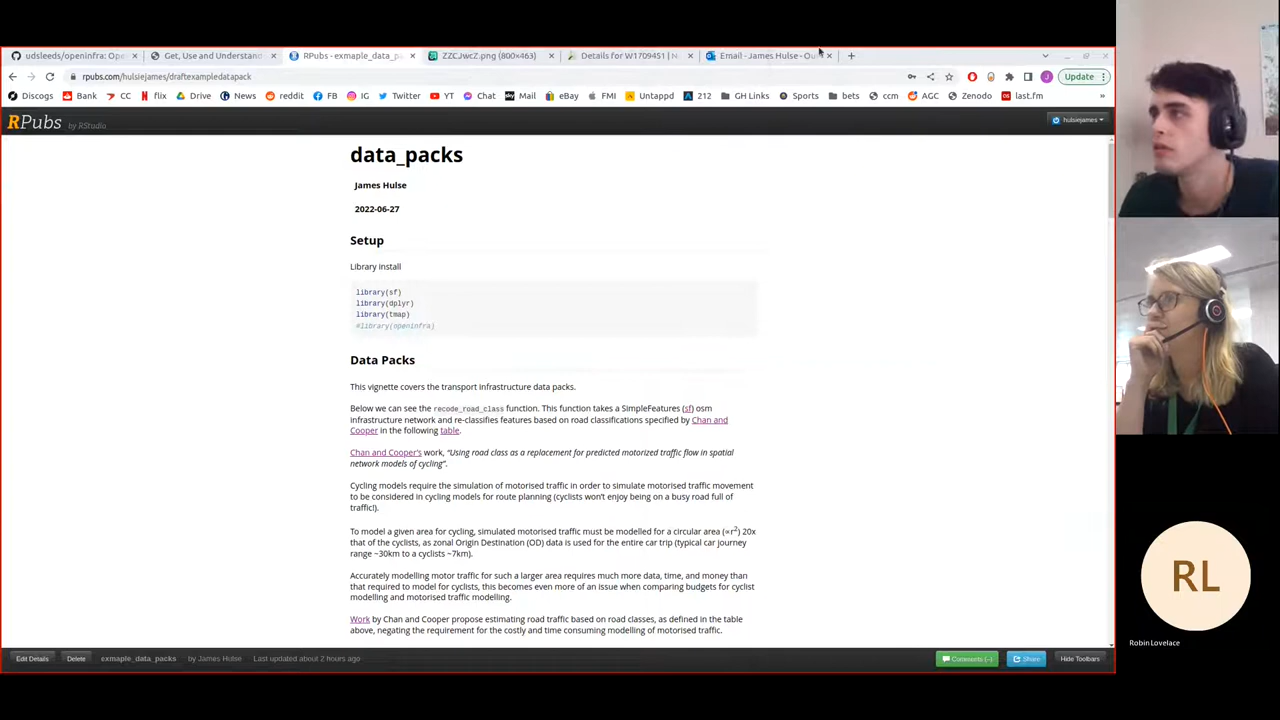 udsleeds/openinfra: Ope
Get, Use and Understan
RPubs - exmaple_data_pa
ZZCJwcZ.png (800×463)
Details for W1709451 | N
Email - James Hulse - Ou
rpubs.com/hulsiejames/draftexampledatapack
J
Update
Discogs
Bank
CC
flix
Drive
News
reddit
FB
IG
Twitter
YT
Chat
Mail
eBay
FMI
Untappd
212
GH Links
Sports
bets
ccm
AGC
Zenodo
last.fm
RPubs by RStudio
hulsiejames
data_packs
James Hulse
2022-06-27
Setup
Library install
library(sf)
library(dplyr)
library(tmap)
#library(openinfra)
Data Packs
This vignette covers the transport infrastructure data packs.
Below we can see the recode_road_class function. This function takes a SimpleFeatures (sf) osm
infrastructure network and re-classifies features based on road classifications specified by Chan and
Cooper in the following table.
Chan and Cooper's work, "Using road class as a replacement for predicted motorized traffic flow in spatial
network models of cycling".
Cycling models require the simulation of motorised traffic in order to simulate motorised traffic movement
to be considered in cycling models for route planning (cyclists won't enjoy being on a busy road full of
traffic!).
To model a given area for cycling, simulated motorised traffic must be modelled for a circular area (∝r²) 20x
that of the cyclists, as zonal Origin Destination (OD) data is used for the entire car trip (typical car journey
range ~30km to a cyclists ~7km).
Accurately modelling motor traffic for such a larger area requires much more data, time, and money than
that required to model for cyclists, this becomes even more of an issue when comparing budgets for cyclist
modelling and motorised traffic modelling.
Work by Chan and Cooper propose estimating road traffic based on road classes, as defined in the table
above, negating the requirement for the costly and time consuming modelling of motorised traffic.
Edit Details
Delete
exmaple_data_packs
by James Hulse
Last updated about 2 hours ago
Comments (–)
Share
Hide Toolbars
RL
Robin Lovelace